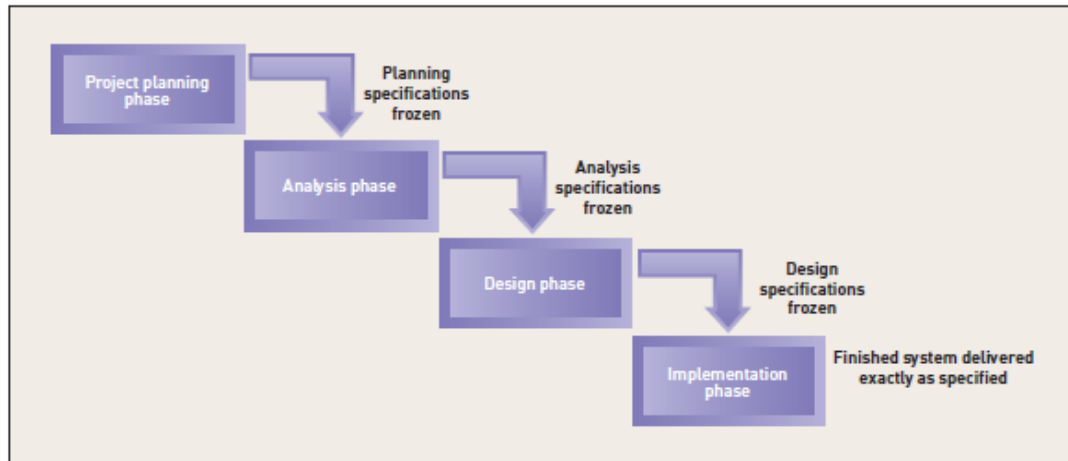 Project planning
phase
Planning
specifications
frozen
Analysis phase
Analysis
specifications
frozen
Design phase
Design
specifications
frozen
Implementation
phase
Finished system delivered
exactly as specified